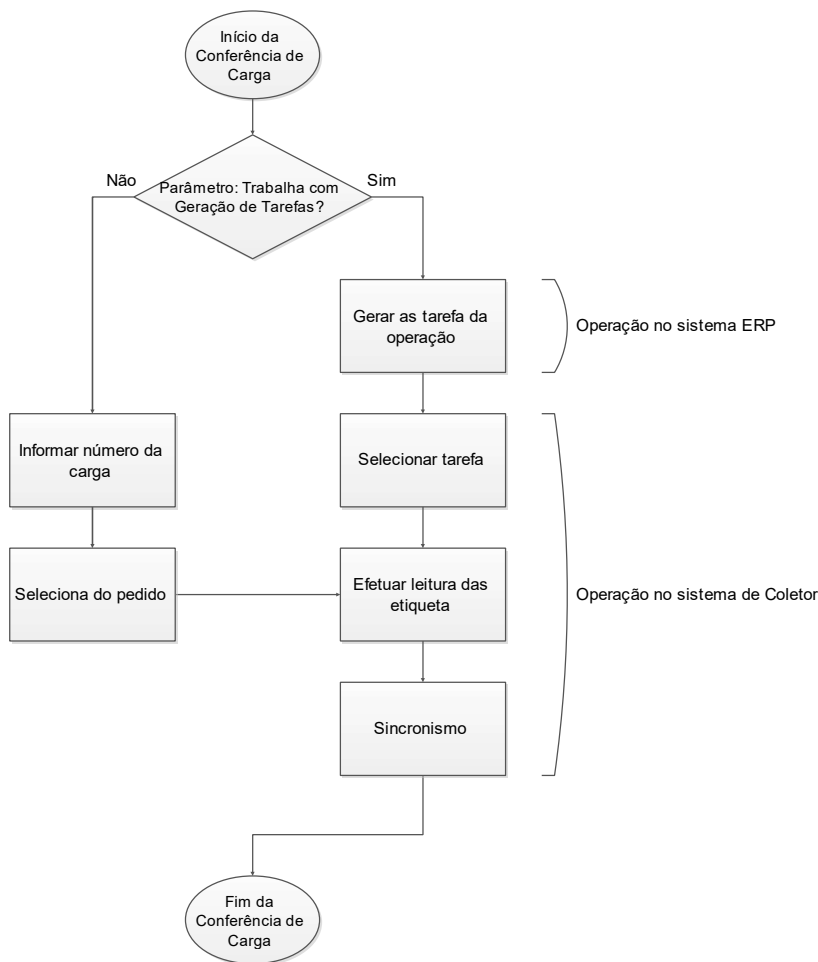 Início da
Conferência de
Carga
Não
Parâmetro: Trabalha com
Geração de Tarefas?
Sim
Gerar as tarefa da
operação
Operação no sistema ERP
Informar número da
carga
Selecionar tarefa
Seleciona do pedido
Efetuar leitura das
etiqueta
Operação no sistema de Coletor
Sincronismo
Fim da
Conferência de
Carga